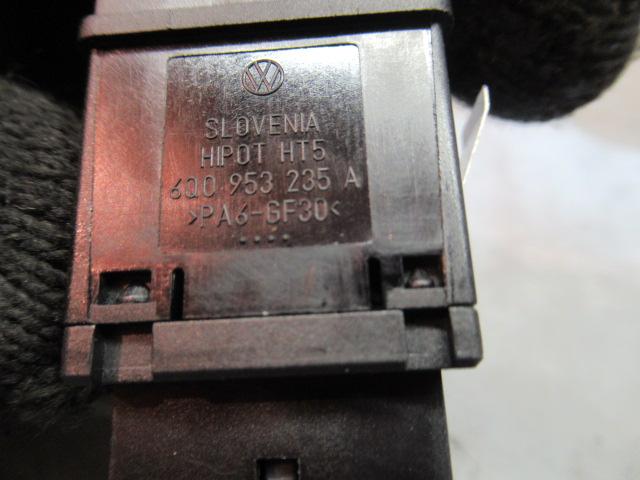 SLOVENIA
HIPOT HT5
6Q0 953 235 A
>PA6-GF30<